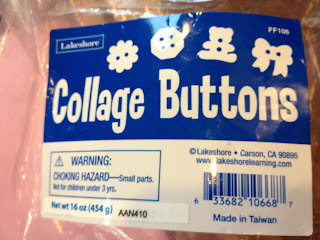 FF106
Lakeshore
Collage Buttons
⚠ WARNING:
CHOKING HAZARD—Small parts.
Not for children under 3 yrs.
Net wt 16 oz (454 g)
AAN410
©Lakeshore • Carson, CA 90895
www.lakeshorelearning.com
6 33682 10668 7
Made in Taiwan